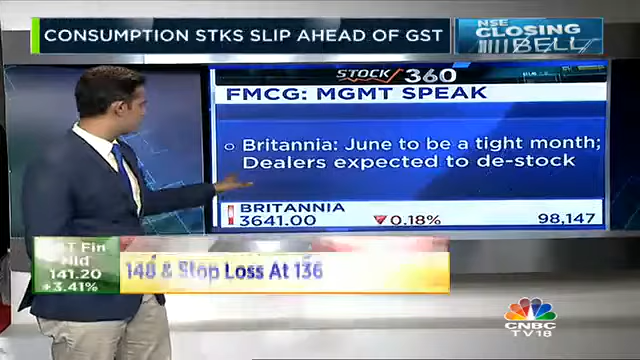 CONSUMPTION STKS SLIP AHEAD OF GST
NSE
CLOSING
BELL
STOCK 360
FMCG: MGMT SPEAK
Britannia: June to be a tight month;
Dealers expected to de-stock
BRITANNIA
3641.00 0.18% 98,147
Fin
141.20
+3.41%
148 & Stop Loss At 136
CNBC
TV18